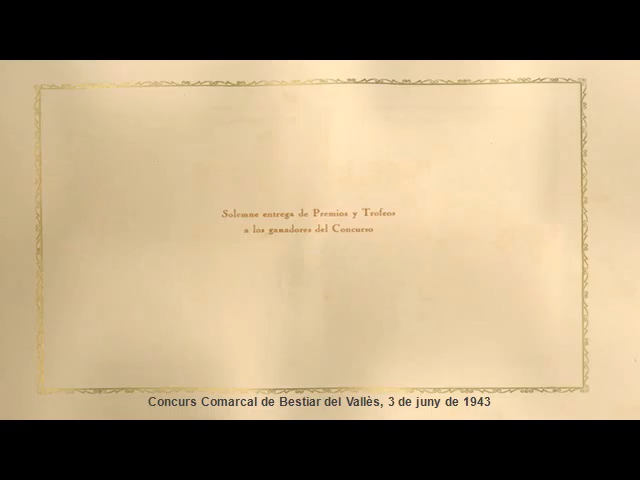 Solemne entrega de Premios y Trofeos
a los ganadores del Concurso
Concurs Comarcal de Bestiar del Vallès, 3 de juny de 1943